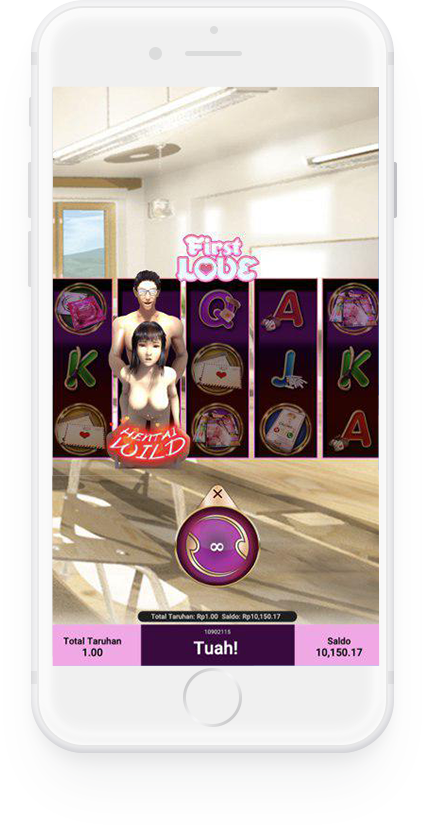 First
LOVE
Q
A
K
HENTAI
WILD
J
K
A
∞
Total Taruhan: Rp1.00 Saldo: Rp10,150.17
10902115
Total Taruhan
1.00
Tuah!
Saldo
10,150.17